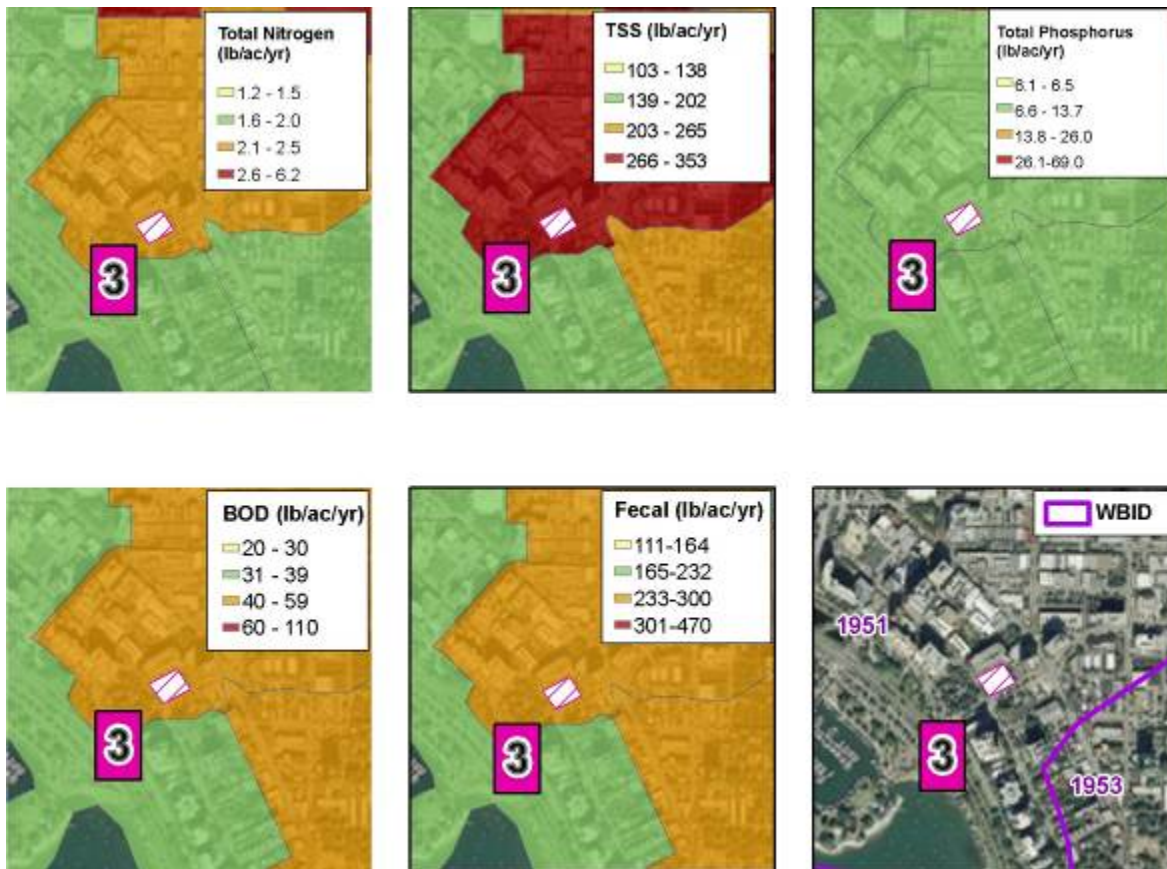 Total Nitrogen
(lb/ac/yr)
1.2 - 1.5
1.6 - 2.0
2.1 - 2.5
2.6 - 6.2
3
TSS (lb/ac/yr)
103 - 138
139 - 202
203 - 265
266 - 353
3
Total Phosphorus
(lb/ac/yr)
6.1 - 6.5
6.6 - 13.7
13.8 - 26.0
26.1-69.0
3
BOD (lb/ac/yr)
20 - 30
31 - 39
40 - 59
60 - 110
3
Fecal (lb/ac/yr)
111-164
165-232
233-300
301-470
3
WBID
1951
3
1953